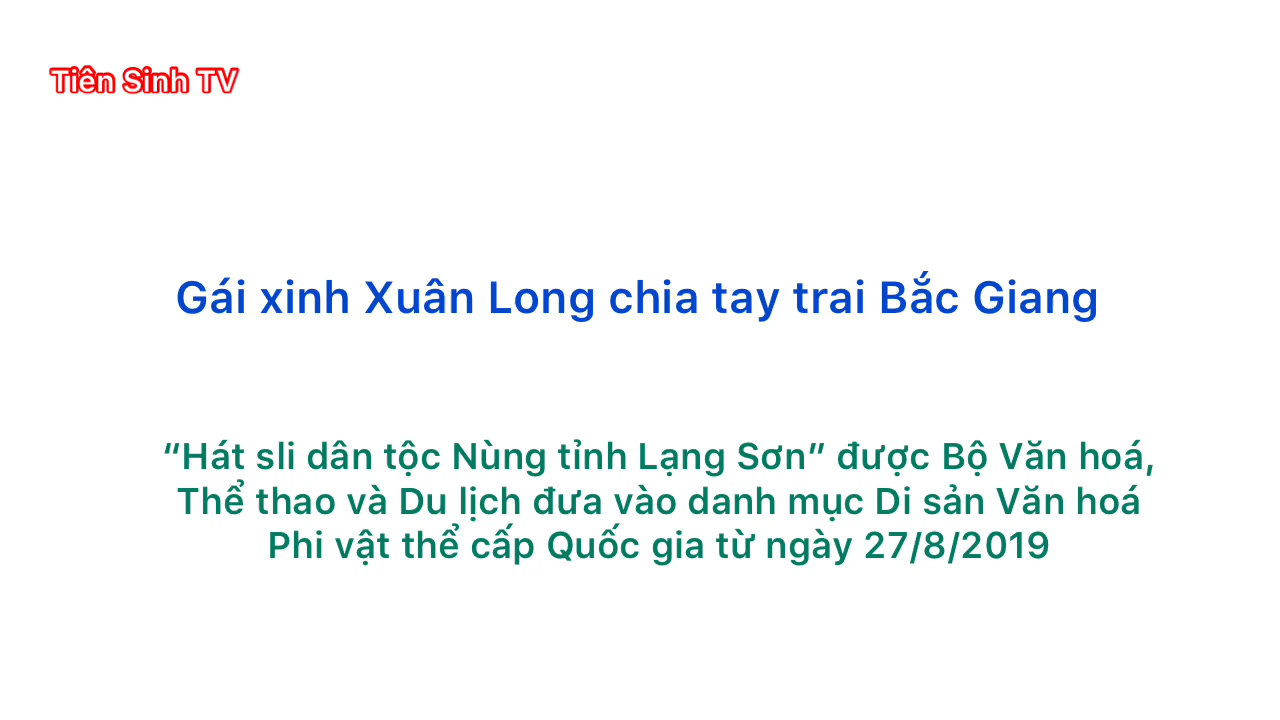 Tiên Sinh TV
Gái xinh Xuân Long chia tay trai Bắc Giang
“Hát sli dân tộc Nùng tỉnh Lạng Sơn” được Bộ Văn hoá,
Thể thao và Du lịch đưa vào danh mục Di sản Văn hoá
Phi vật thể cấp Quốc gia từ ngày 27/8/2019